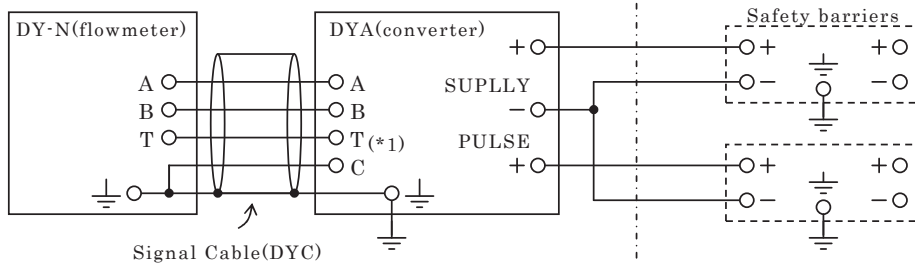 DY-N(flowmeter)
DYA(converter)
Safety barriers
A
B
T
A
B
T (*1)
C
+
SUPLLY
-
PULSE
+
+
-
+
-
+
-
+
-
Signal Cable(DYC)